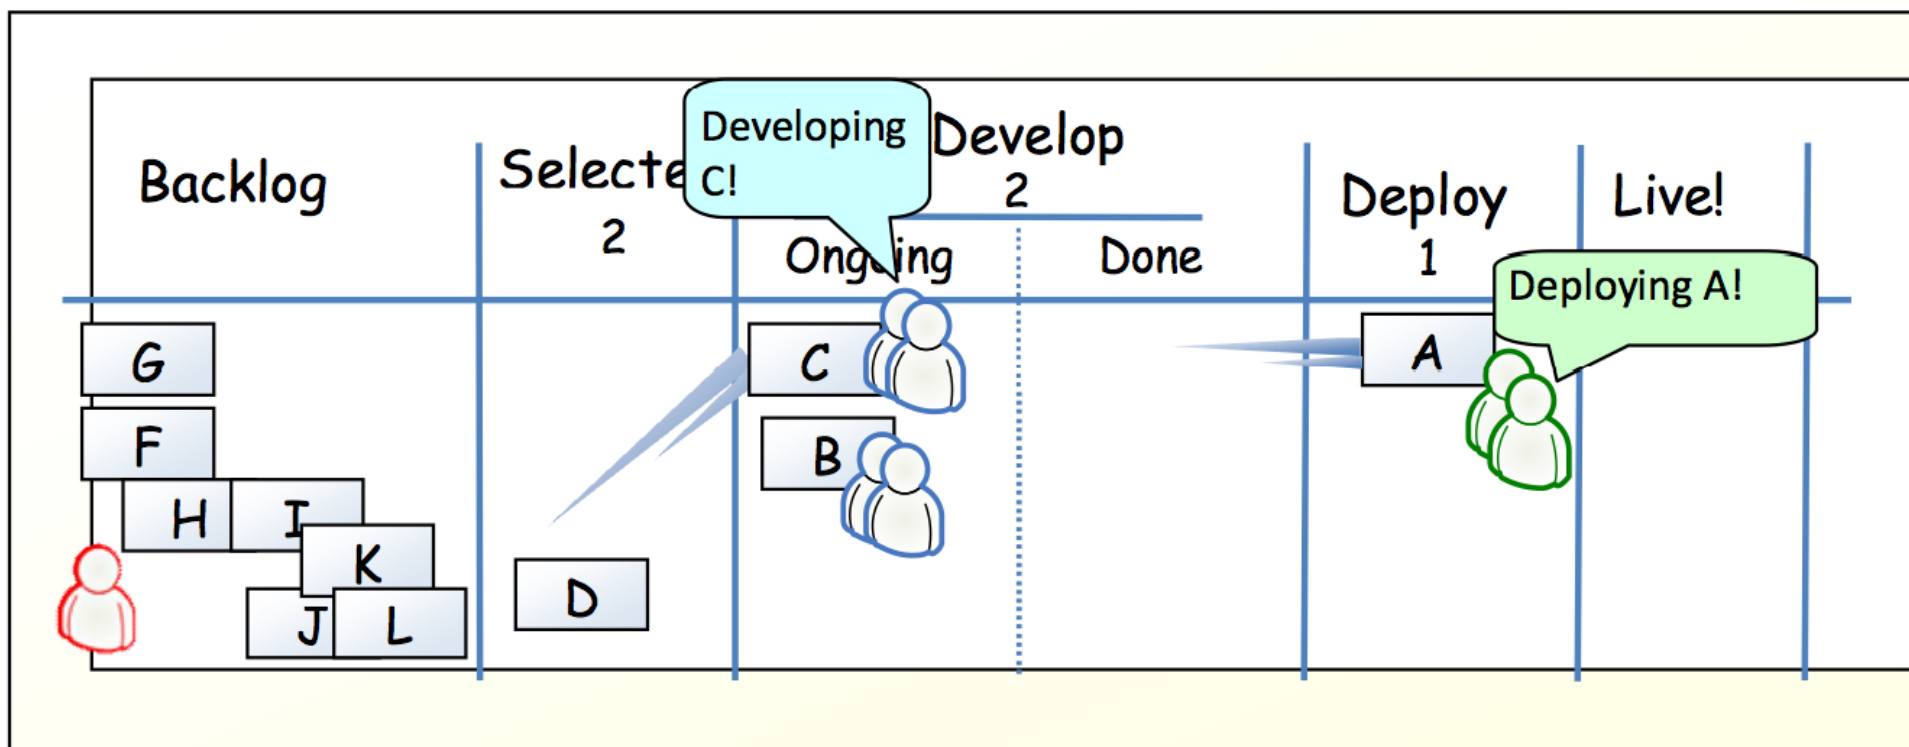 Developing
C!
Develop
2
Backlog
Selecte
2
Deploy
1
Live!
Ongoing
Done
Deploying A!
G
C
A
F
B
H
I
K
D
J
L